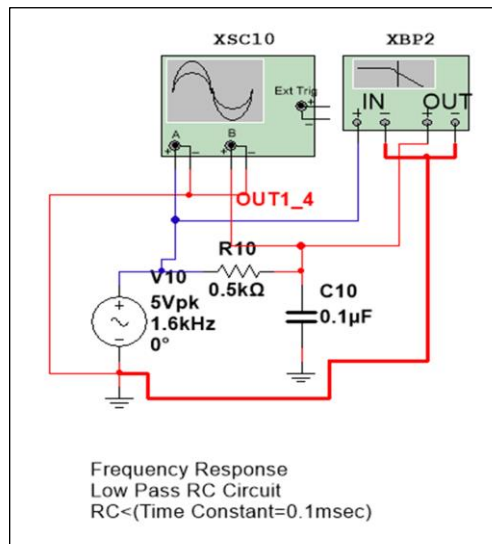 XSC10
XBP2
Ext Trig
+
−
IN
OUT
+
−
+
−
A
B
+
−
+
−
OUT1_4
R10
0.5kΩ
V10
5Vpk
1.6kHz
0°
+
−
C10
0.1µF
Frequency Response
Low Pass RC Circuit
RC<(Time Constant=0.1msec)